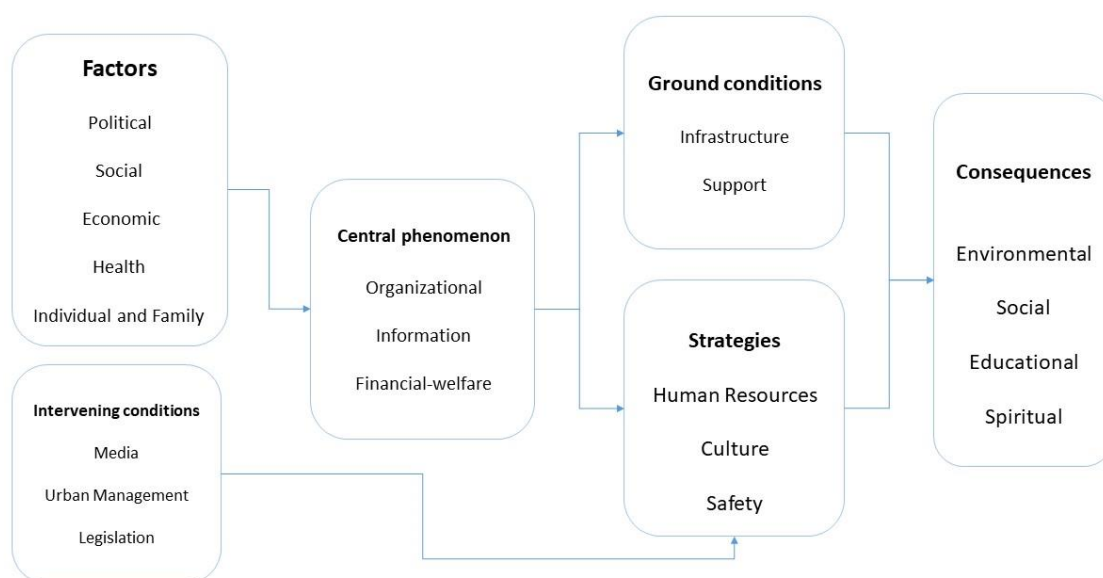 Factors
Political
Social
Economic
Health
Individual and Family
Intervening conditions
Media
Urban Management
Legislation
Central phenomenon
Organizational
Information
Financial-welfare
Ground conditions
Infrastructure
Support
Strategies
Human Resources
Culture
Safety
Consequences
Environmental
Social
Educational
Spiritual